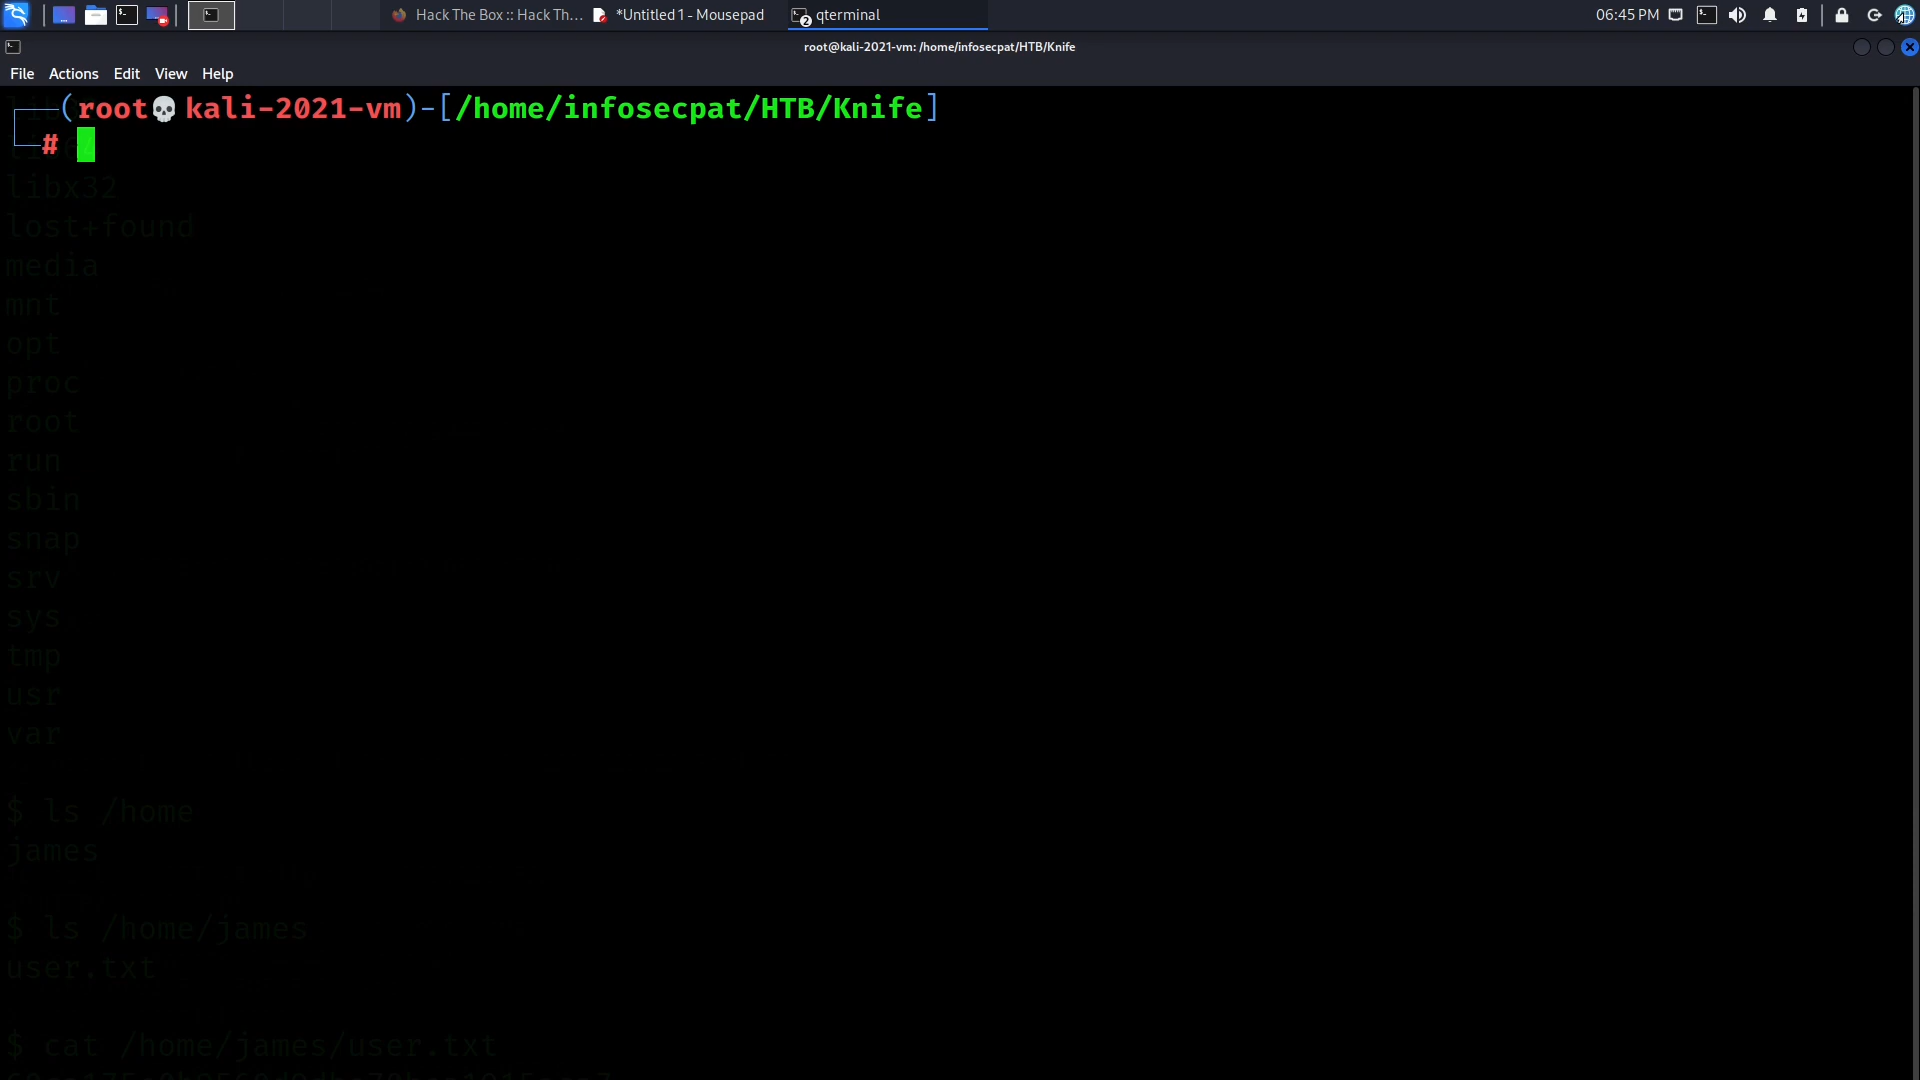 Hack The Box :: Hack Th...
*Untitled 1 - Mousepad
2
qterminal
06:45 PM
root@kali-2021-vm: /home/infosecpat/HTB/Knife
File Actions Edit View Help
(root💀kali-2021-vm)-[/home/infosecpat/HTB/Knife]
#
libx32
lost+found
media
mnt
opt
proc
root
run
sbin
snap
srv
sys
tmp
usr
var
$ ls /home
james
$ ls /home/james
user.txt
$ cat /home/james/user.txt